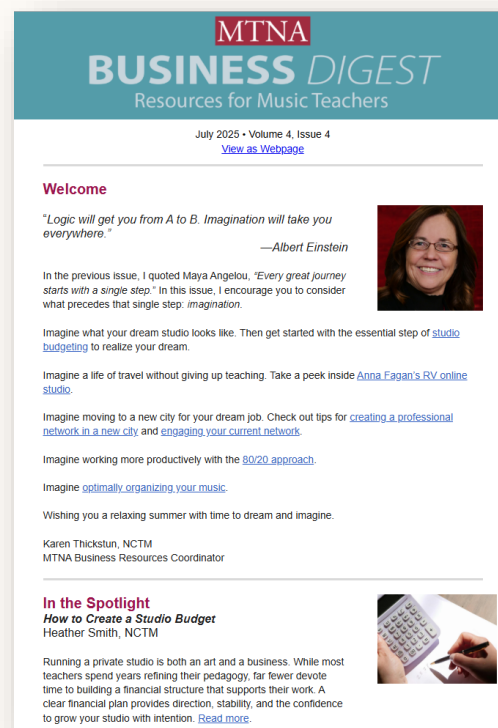 MTNA
BUSINESS DIGEST
Resources for Music Teachers
July 2025 • Volume 4, Issue 4
View as Webpage
Welcome
“Logic will get you from A to B. Imagination will take you
everywhere.”
—Albert Einstein
In the previous issue, I quoted Maya Angelou, “Every great journey
starts with a single step.” In this issue, I encourage you to consider
what precedes that single step: imagination.
Imagine what your dream studio looks like. Then get started with the essential step of studio
budgeting to realize your dream.
Imagine a life of travel without giving up teaching. Take a peek inside Anna Fagan's RV online
studio.
Imagine moving to a new city for your dream job. Check out tips for creating a professional
network in a new city and engaging your current network.
Imagine working more productively with the 80/20 approach.
Imagine optimally organizing your music.
Wishing you a relaxing summer with time to dream and imagine.
Karen Thickstun, NCTM
MTNA Business Resources Coordinator
In the Spotlight
How to Create a Studio Budget
Heather Smith, NCTM
Running a private studio is both an art and a business. While most
teachers spend years refining their pedagogy, far fewer devote
time to building a financial structure that supports their work. A
clear financial plan provides direction, stability, and the confidence
to grow your studio with intention. Read more.